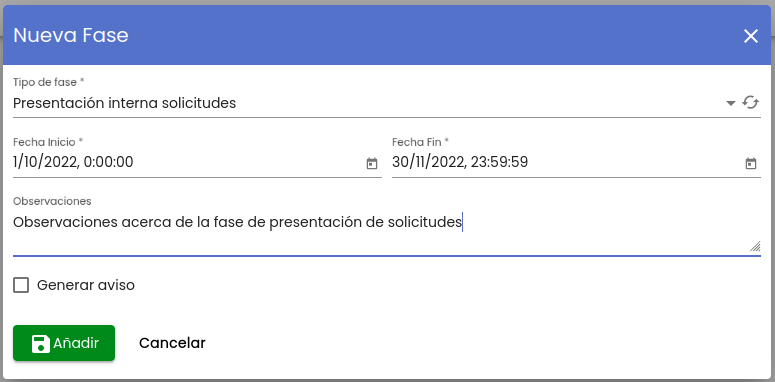 Nueva Fase
Tipo de fase *
Presentación interna solicitudes
Fecha Inicio * Fecha Fin *
1/10/2022, 0:00:00 30/11/2022, 23:59:59
Observaciones
Observaciones acerca de la fase de presentación de solicitudes
Generar aviso
Añadir Cancelar